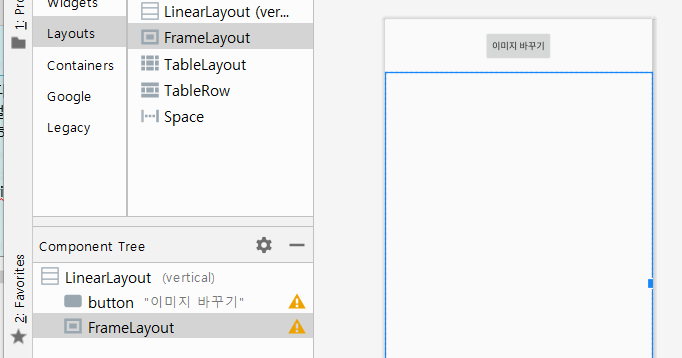 1: Pr
Widgets
Layouts
Containers
Google
Legacy
LinearLayout (ver...
FrameLayout
TableLayout
TableRow
Space
이미지 바꾸기
Component Tree
LinearLayout (vertical)
button "이미지 바꾸기"
FrameLayout
2: Favorites